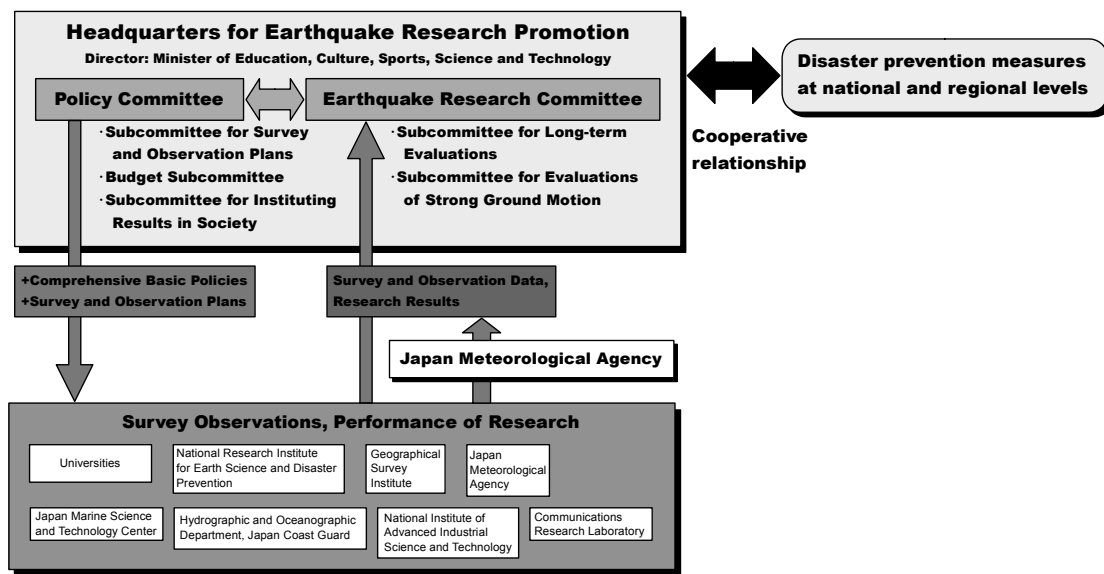 Headquarters for Earthquake Research Promotion
Director: Minister of Education, Culture, Sports, Science and Technology
Policy Committee
Earthquake Research Committee
·Subcommittee for Survey
and Observation Plans
·Budget Subcommittee
·Subcommittee for Instituting
Results in Society
·Subcommittee for Long-term
Evaluations
·Subcommittee for Evaluations
of Strong Ground Motion
Disaster prevention measures
at national and regional levels
Cooperative
relationship
+Comprehensive Basic Policies
+Survey and Observation Plans
Survey and Observation Data,
Research Results
Japan Meteorological Agency
Survey Observations, Performance of Research
Universities
National Research Institute
for Earth Science and Disaster
Prevention
Geographical
Survey
Institute
Japan
Meteorological
Agency
Japan Marine Science
and Technology Center
Hydrographic and Oceanographic
Department, Japan Coast Guard
National Institute of
Advanced Industrial
Science and Technology
Communications
Research Laboratory